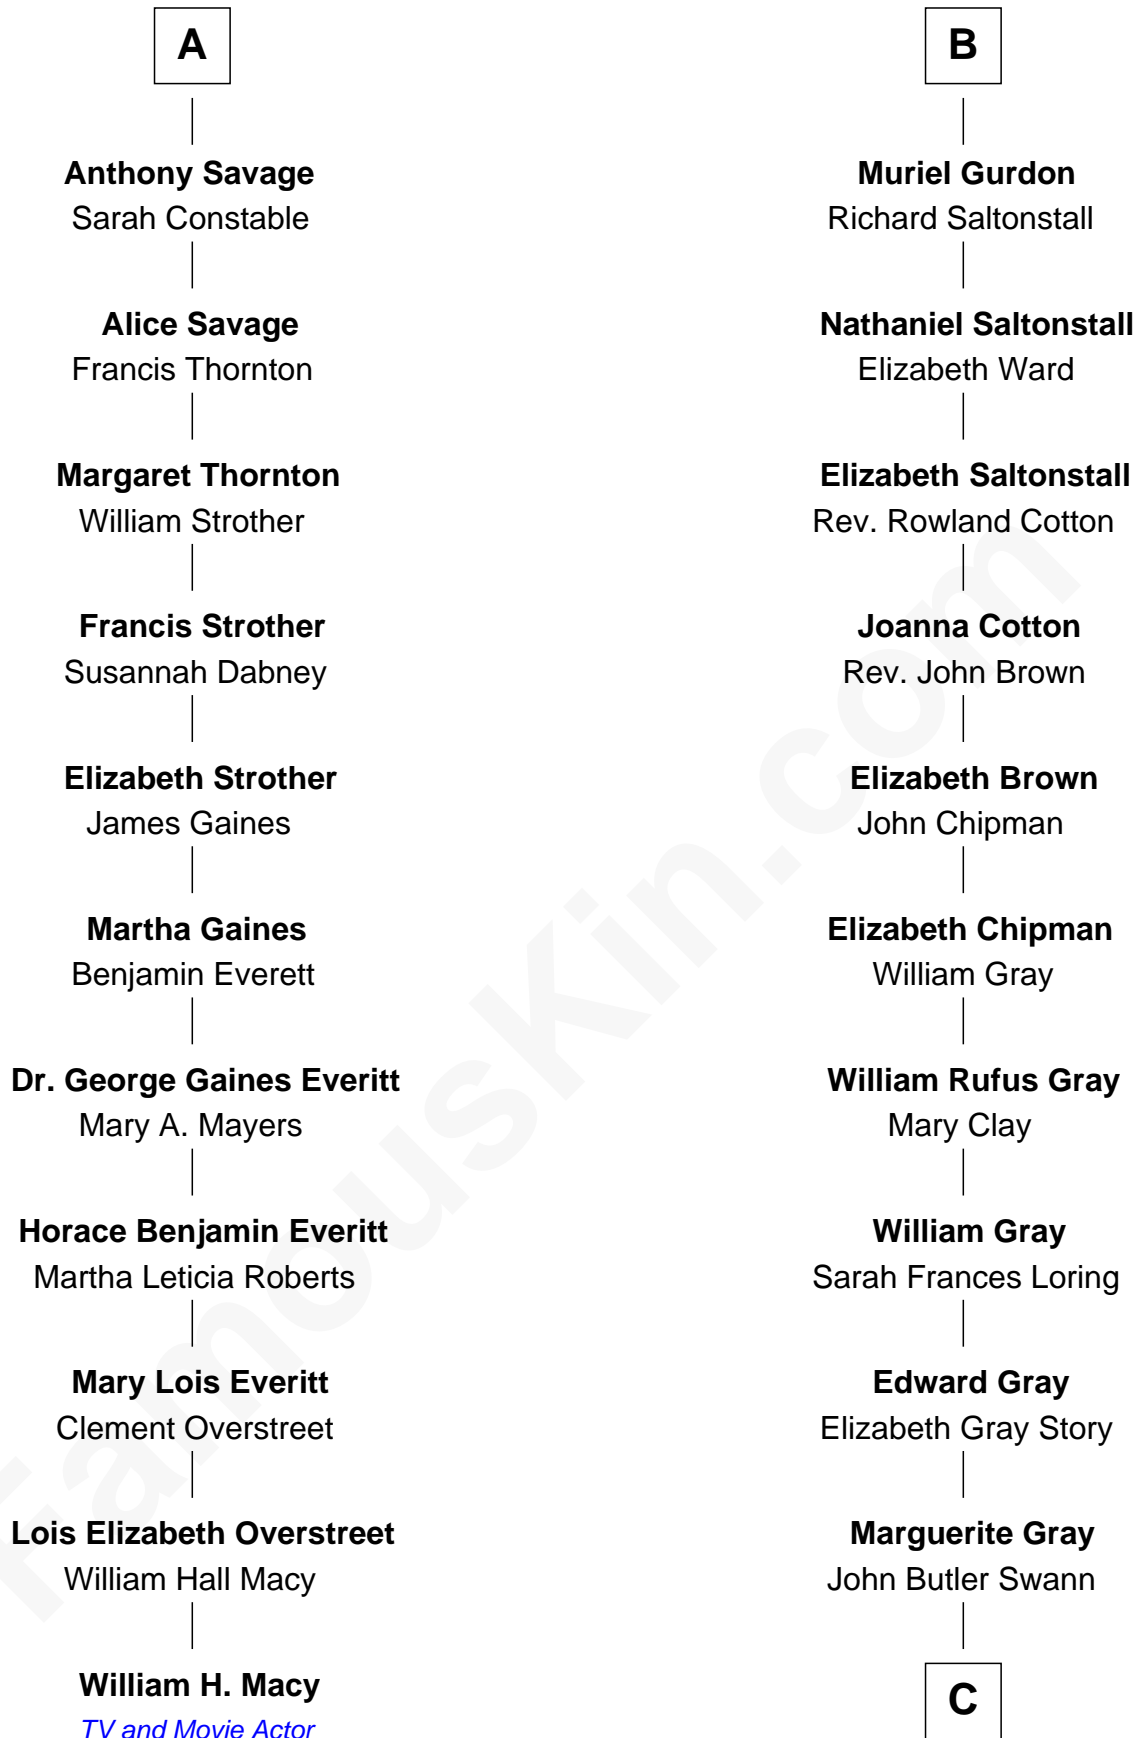 A
Anthony Savage
Sarah Constable
Alice Savage
Francis Thornton
Margaret Thornton
William Strother
Francis Strother
Susannah Dabney
Elizabeth Strother
James Gaines
Martha Gaines
Benjamin Everett
Dr. George Gaines Everitt
Mary A. Mayers
Horace Benjamin Everitt
Martha Leticia Roberts
Mary Lois Everitt
Clement Overstreet
Lois Elizabeth Overstreet
William Hall Macy
William H. Macy
TV and Movie Actor
B
Muriel Gurdon
Richard Saltonstall
Nathaniel Saltonstall
Elizabeth Ward
Elizabeth Saltonstall
Rev. Rowland Cotton
Joanna Cotton
Rev. John Brown
Elizabeth Brown
John Chipman
Elizabeth Chipman
William Gray
William Rufus Gray
Mary Clay
William Gray
Sarah Frances Loring
Edward Gray
Elizabeth Gray Story
Marguerite Gray
John Butler Swann
C
FamousKin.com